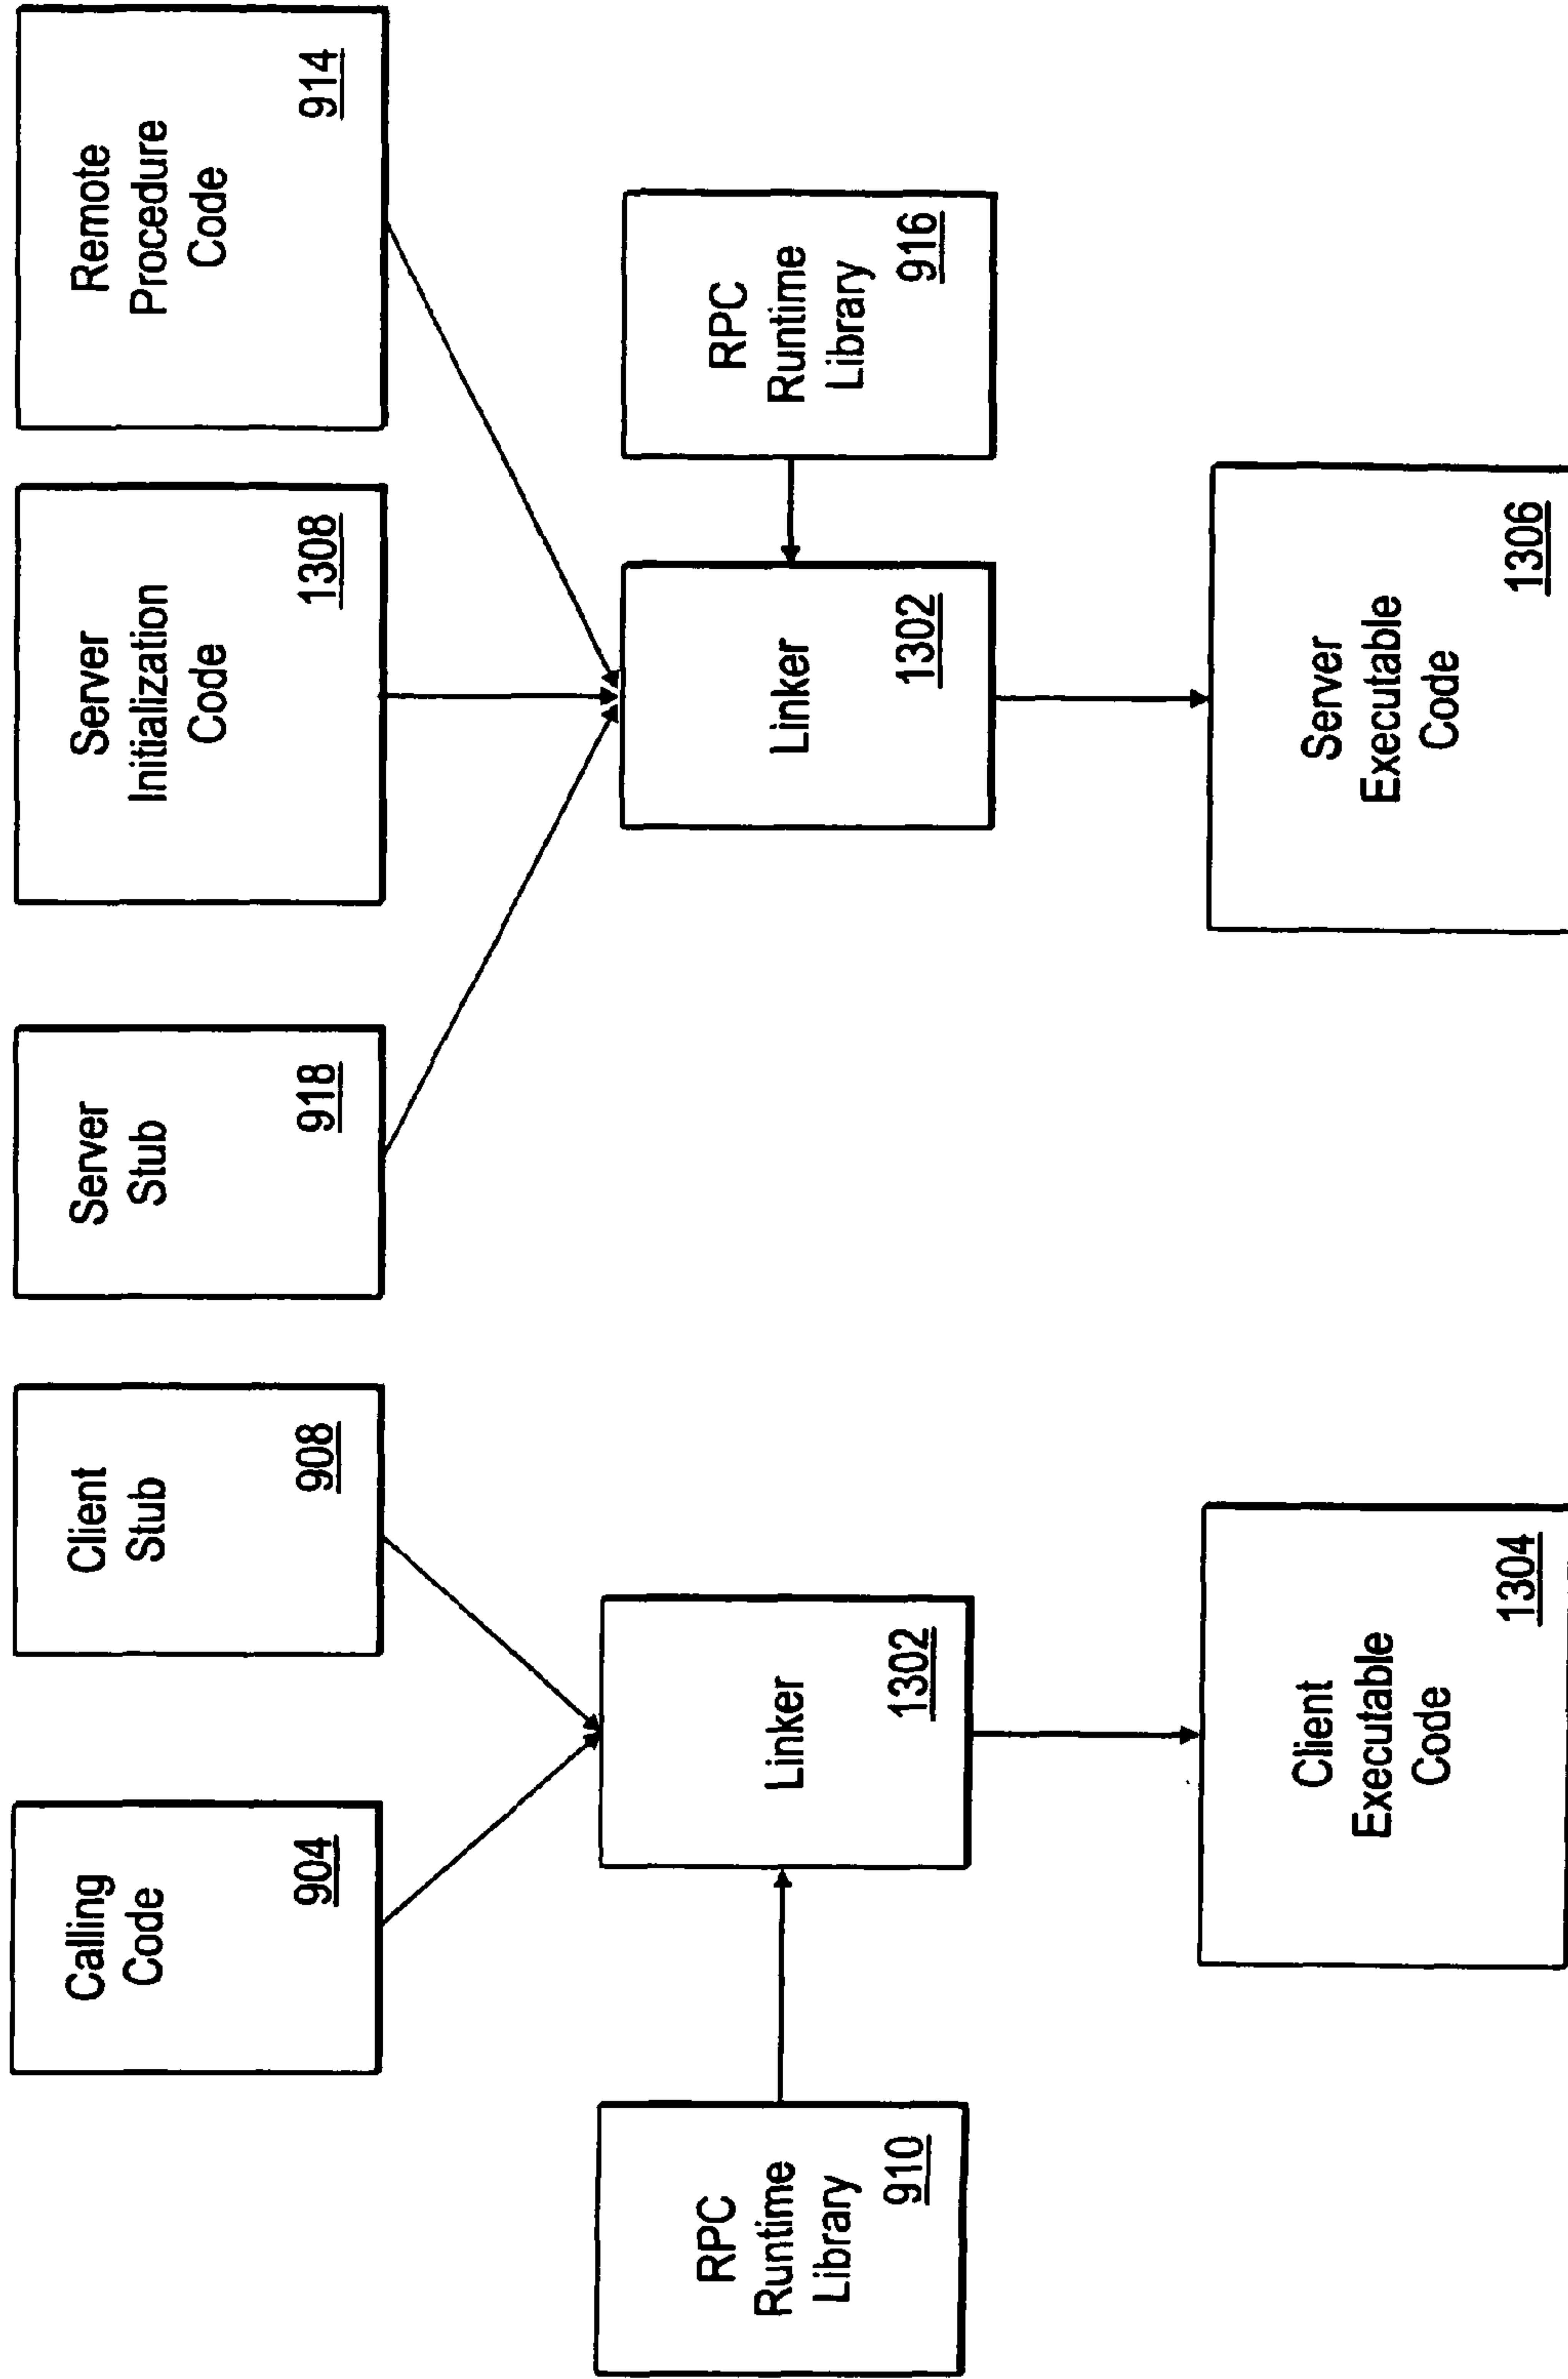 Calling
Code
904
Client
Stub
908
Server
Stub
918
Server
Initialization
Code
1308
Remote
Procedure
Code
914
RPC
Runtime
Library
910
Linker
1302
Linker
1302
RPC
Runtime
Library
916
Client
Executable
Code
1304
Server
Executable
Code
1306